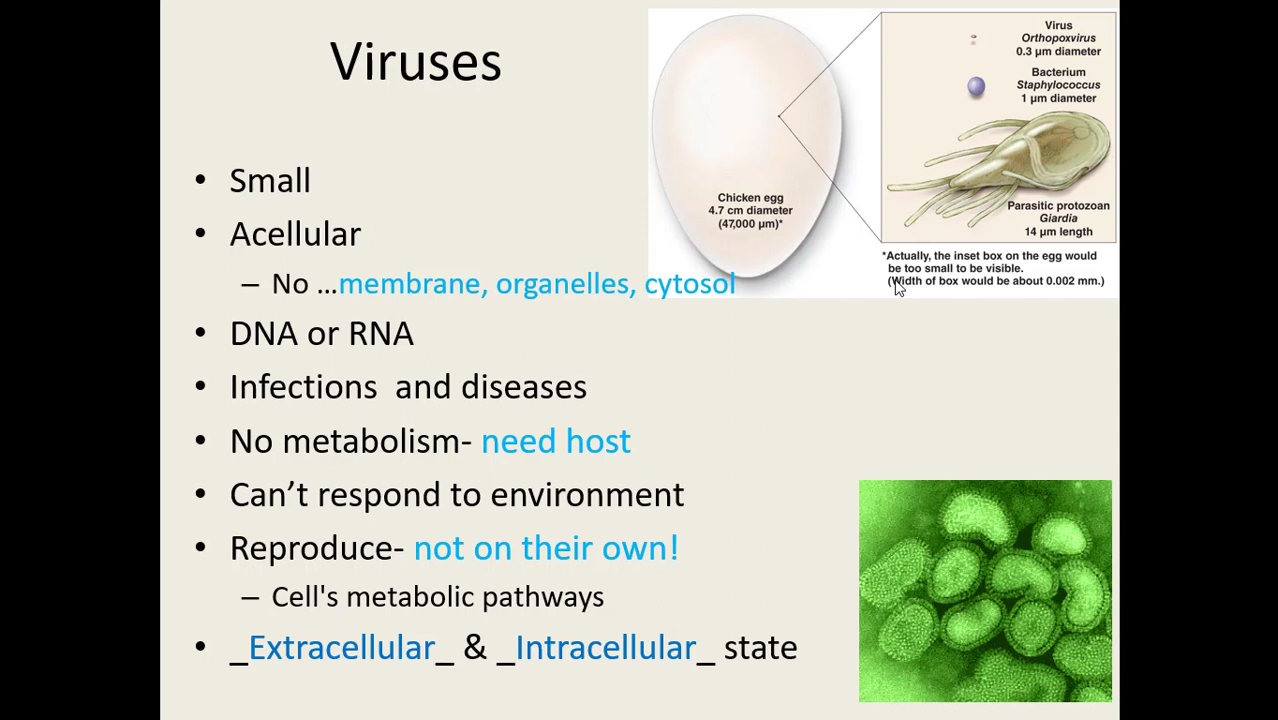 Viruses
• Small
• Acellular
– No …membrane, organelles, cytosol
• DNA or RNA
• Infections and diseases
• No metabolism- need host
• Can’t respond to environment
• Reproduce- not on their own!
– Cell's metabolic pathways
• _Extracellular_ & _Intracellular_ state
Chicken egg
4.7 cm diameter
(47,000 µm)*
Virus
Orthopoxvirus
0.3 µm diameter
Bacterium
Staphylococcus
1 µm diameter
Parasitic protozoan
Giardia
14 µm length
*Actually, the inset box on the egg would
be too small to be visible.
(Width of box would be about 0.002 mm.)